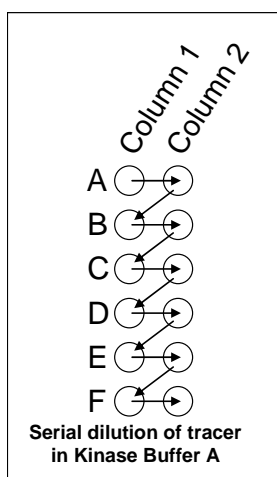 Column 1
Column 2
A
B
C
D
E
F
Serial dilution of tracer
in Kinase Buffer A